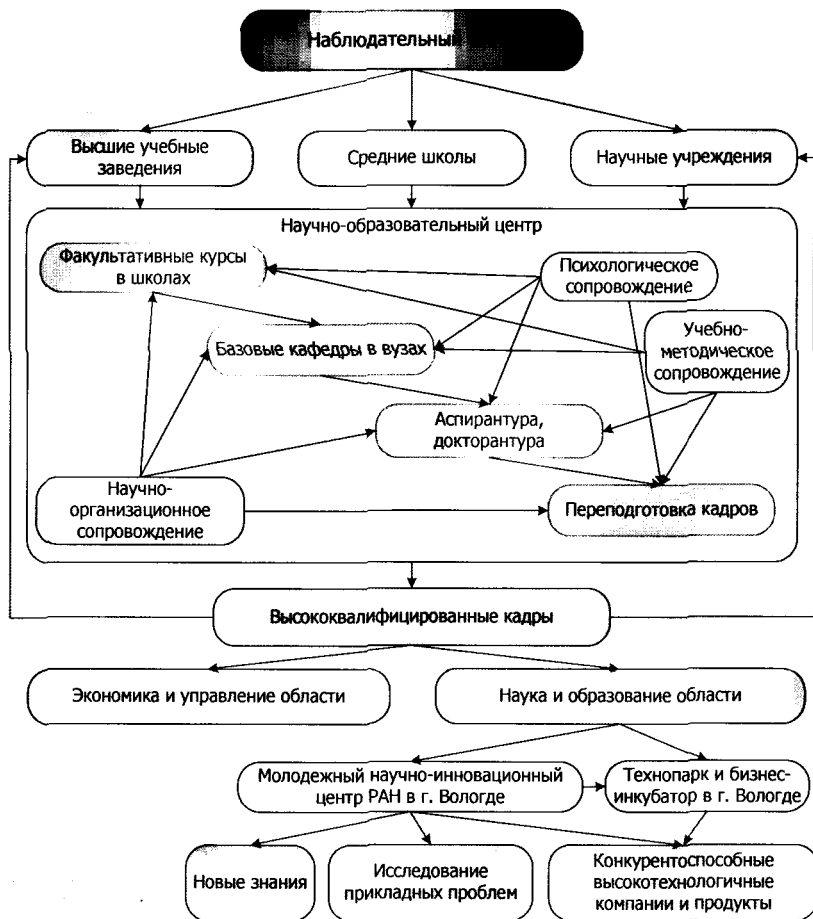 Наблюдательный
Высшие учебные
заведения
Средние школы
Научные учреждения
Научно-образовательный центр
Факультативные курсы
в школах
Психологическое
сопровождение
Базовые кафедры в вузах
Учебно-
методическое
сопровождение
Аспирантура,
докторантура
Научно-
организационное
сопровождение
Переподготовка кадров
Высококвалифицированные кадры
Экономика и управление области
Наука и образование области
Молодежный научно-инновационный
центр РАН в г. Вологде
Технопарк и бизнес-
инкубатор в г. Вологде
Новые знания
Исследование
прикладных проблем
Конкурентоспособные
высокотехнологичные
компании и продукты